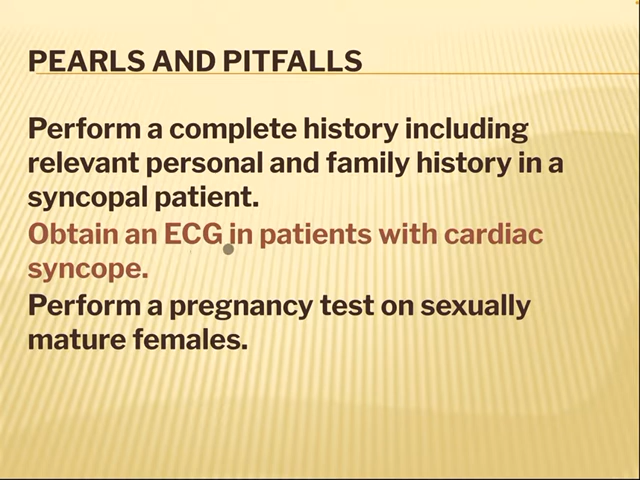 PEARLS AND PITFALLS
Perform a complete history including
relevant personal and family history in a
syncopal patient.
Obtain an ECG in patients with cardiac
syncope.
Perform a pregnancy test on sexually
mature females.